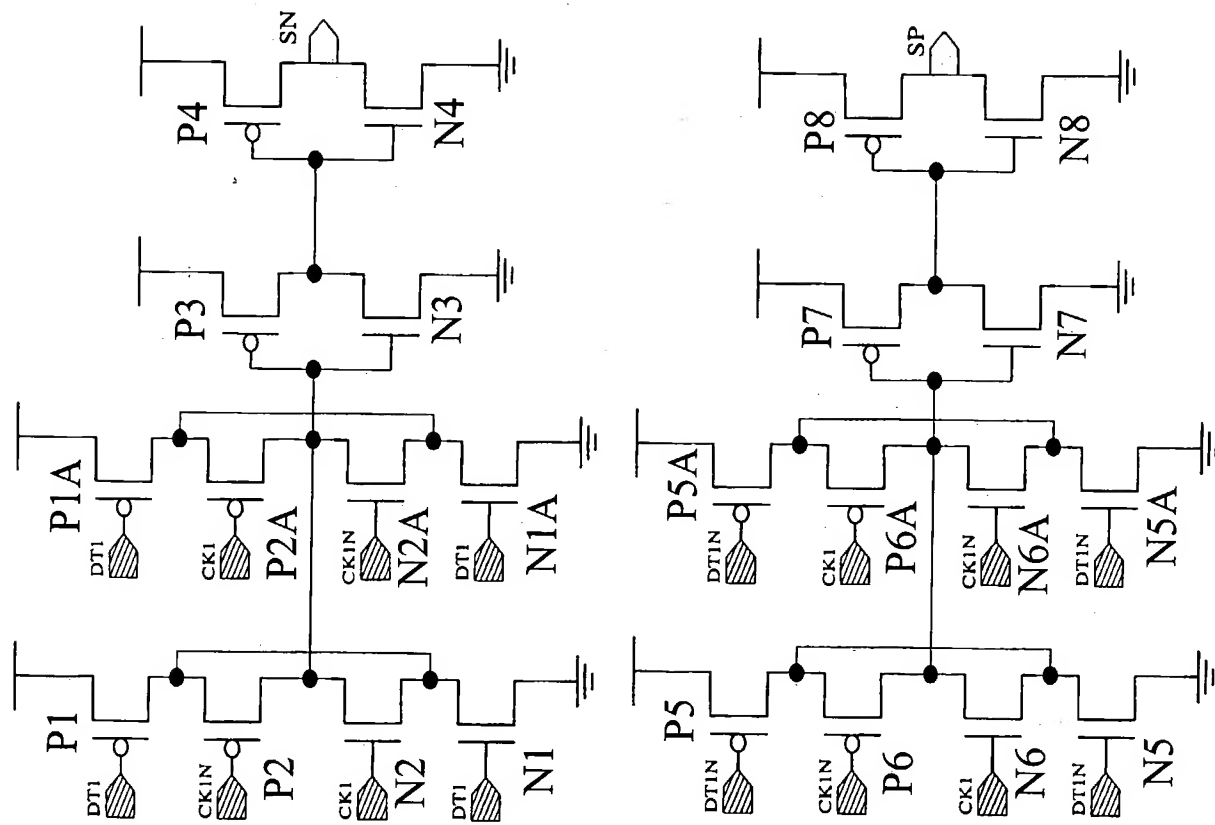 P1
DT1
CK1N
P2
CK1
N2
DT1
N1
P1A
DT1
CK1
P2A
CK1N
N2A
DT1
N1A
P3
N3
P4
SN
N4
P5
DT1N
CK1N
P6
CK1
N6
DT1N
N5
P5A
DT1N
CK1
P6A
CK1N
N6A
DT1N
N5A
P7
N7
P8
SP
N8